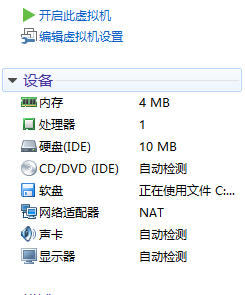 开启此虚拟机
编辑虚拟机设置
设备
内存 4 MB
处理器 1
硬盘(IDE) 10 MB
CD/DVD (IDE) 自动检测
软盘 正在使用文件 C:...
网络适配器 NAT
声卡 自动检测
显示器 自动检测